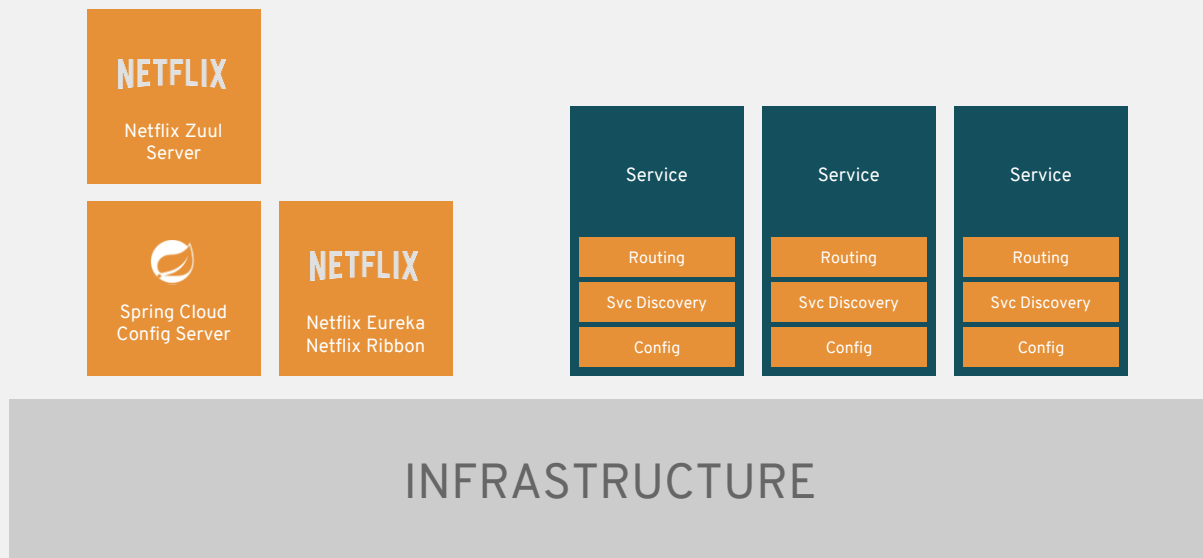 NETFLIX
Netflix Zuul
Server
Spring Cloud
Config Server
NETFLIX
Netflix Eureka
Netflix Ribbon
Service
Routing
Svc Discovery
Config
Service
Routing
Svc Discovery
Config
Service
Routing
Svc Discovery
Config
INFRASTRUCTURE